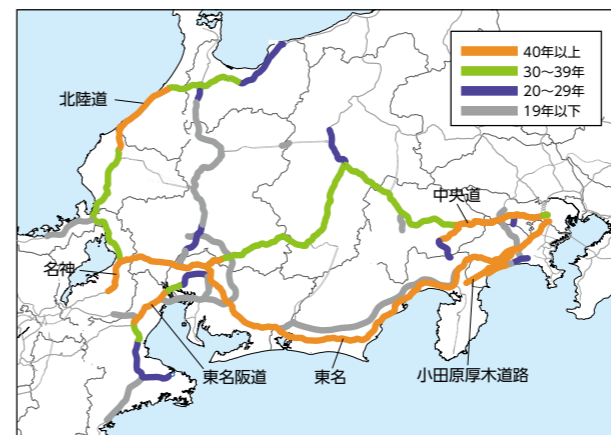 40年以上
30〜39年
20〜29年
19年以下
北陸道
中央道
名神
東名阪道
東名
小田原厚木道路